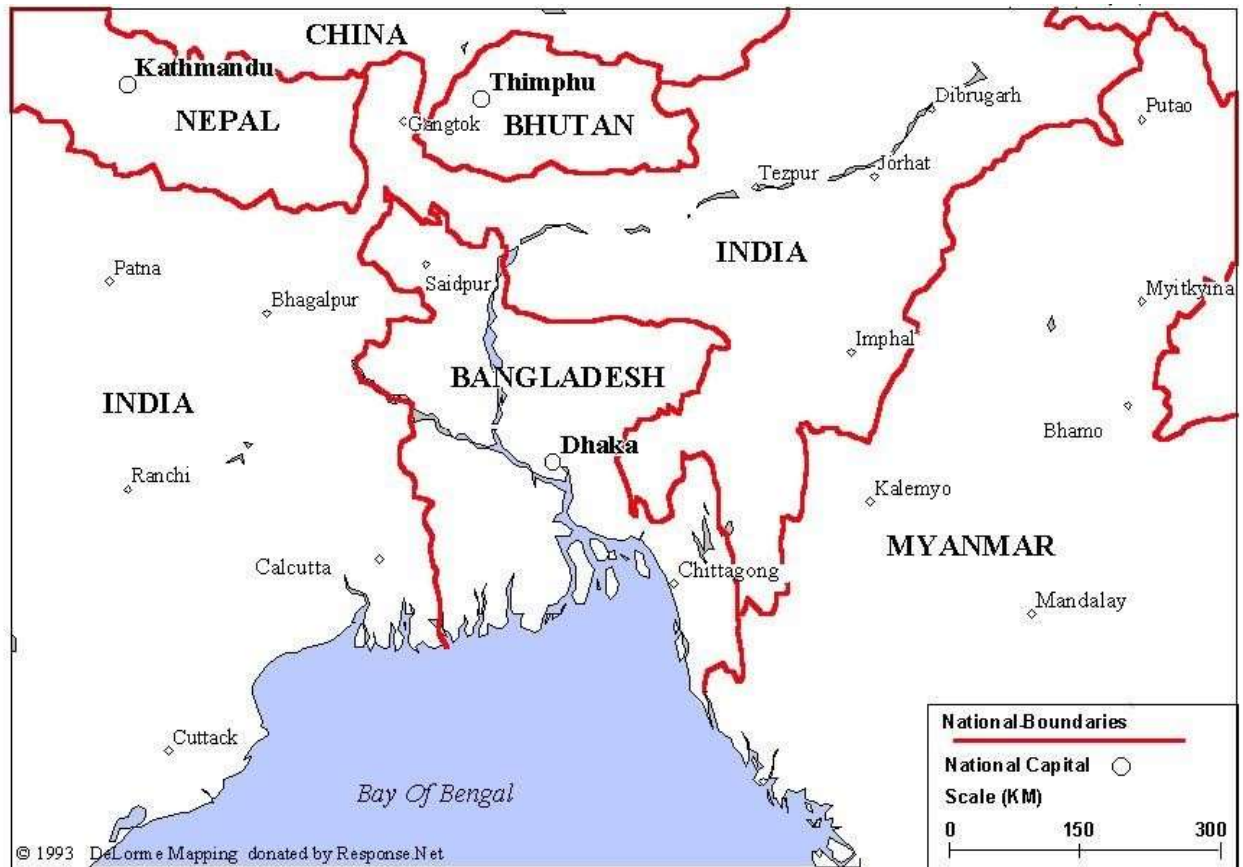 CHINA
Kathmandu
Thimphu
Dibrugarh
NEPAL
Gangtok
BHUTAN
Putao
Tezpur
Jorhat
INDIA
Patna
Saidpur
Bhagalpur
Myitkyina
Imphal
BANGLADESH
INDIA
Bhamo
Dhaka
Ranchi
Kalemyo
MYANMAR
Calcutta
Chittagong
Mandalay
Cuttack
Bay Of Bengal
National Boundaries
National Capital
Scale (KM)
0 150 300
© 1993 DeLorme Mapping donated by Response.Net